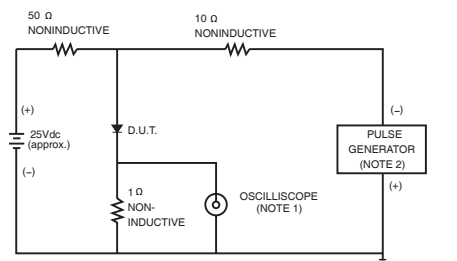 50 Ω
NONINDUCTIVE
10 Ω
NONINDUCTIVE
(+)
25Vdc
(approx.)
(−)
D.U.T.
1 Ω
NON-
INDUCTIVE
OSCILLISCOPE
(NOTE 1)
(−)
PULSE
GENERATOR
(NOTE 2)
(+)